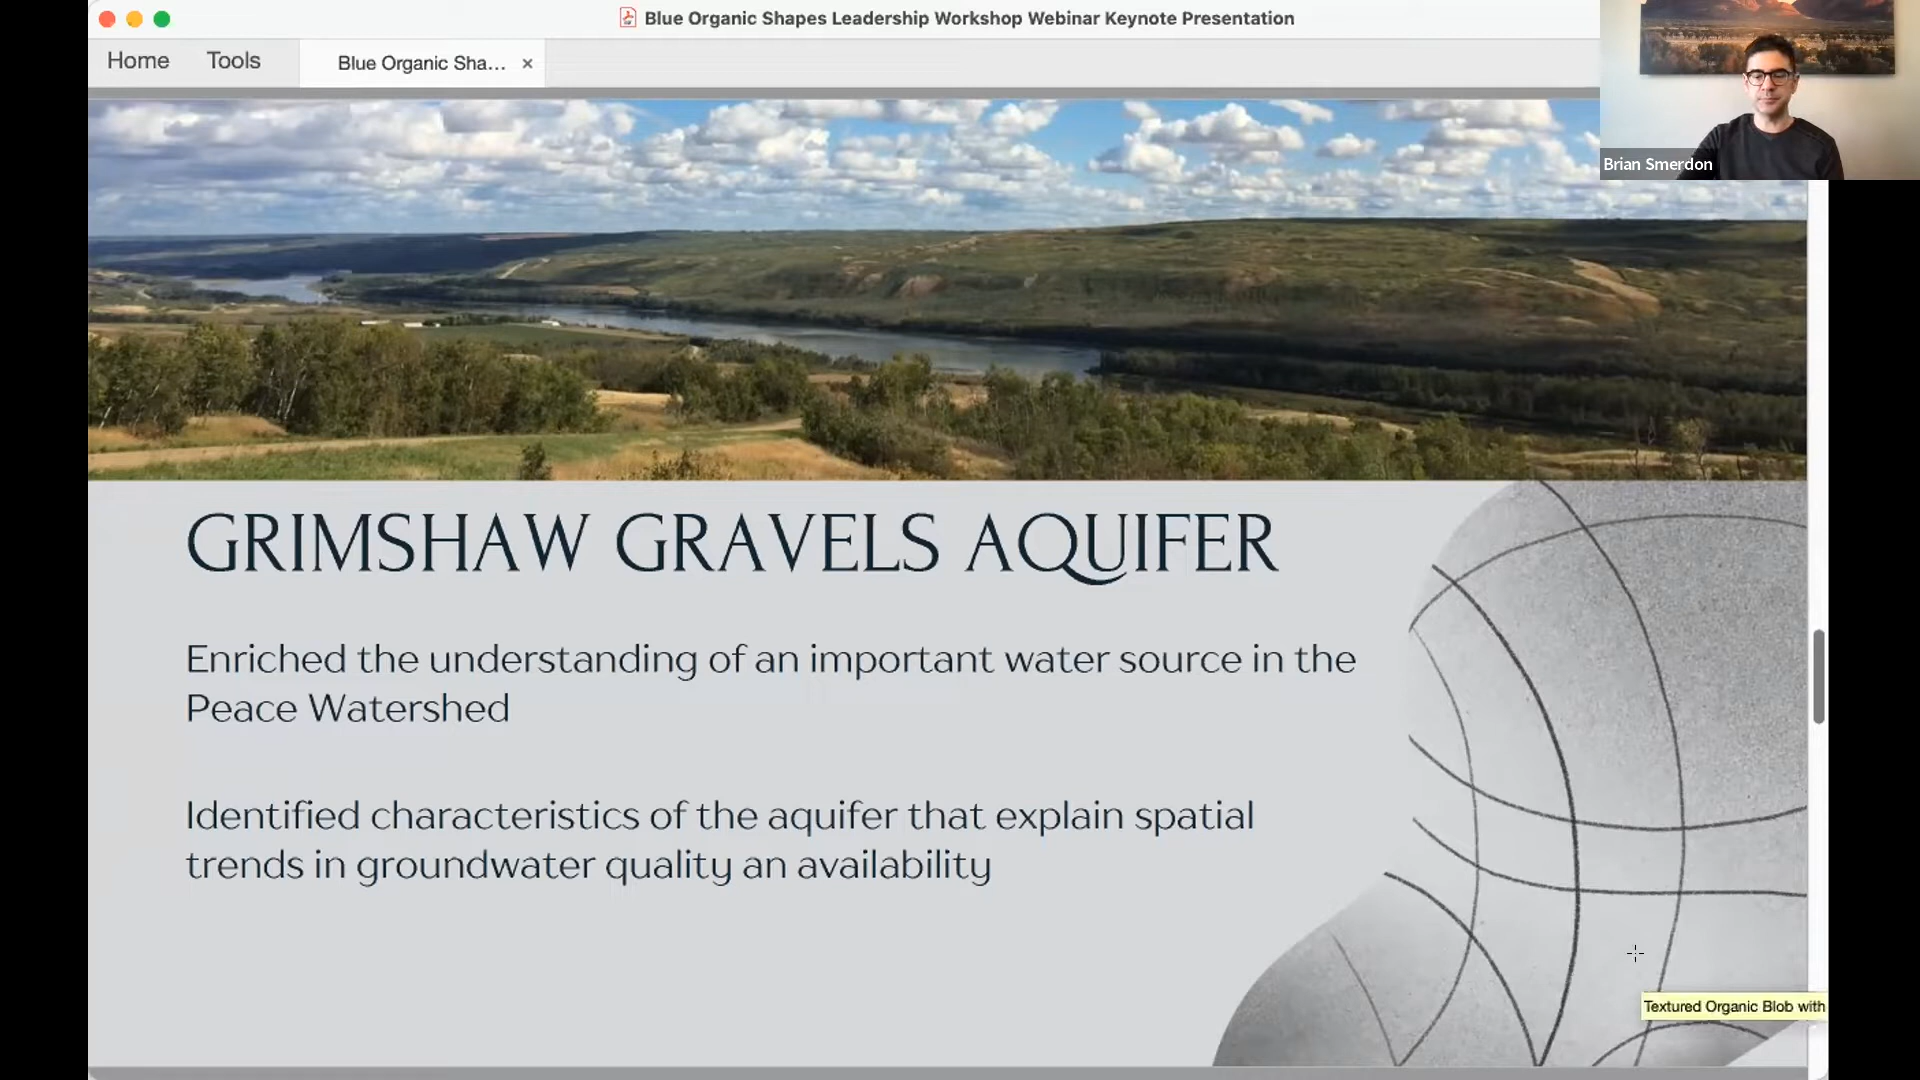 Blue Organic Shapes Leadership Workshop Webinar Keynote Presentation
Home Tools Blue Organic Sha... ×
Brian Smerdon
GRIMSHAW GRAVELS AQUIFER
Enriched the understanding of an important water source in the
Peace Watershed
Identified characteristics of the aquifer that explain spatial
trends in groundwater quality an availability
Textured Organic Blob with